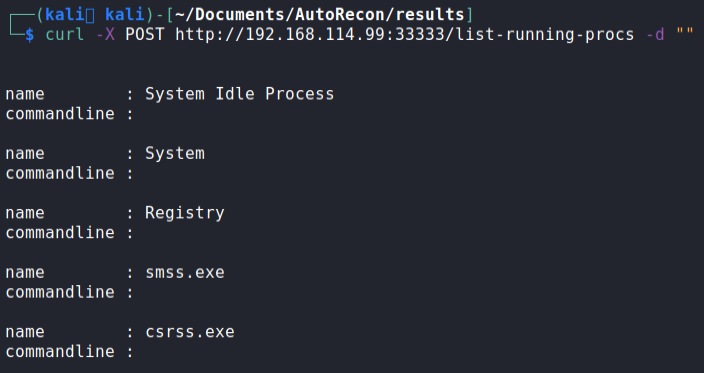 ┌──(kali㉿kali)-[~/Documents/AutoRecon/results]
└─$ curl -X POST http://192.168.114.99:33333/list-running-procs -d ""
name        : System Idle Process
commandline :
name        : System
commandline :
name        : Registry
commandline :
name        : smss.exe
commandline :
name        : csrss.exe
commandline :